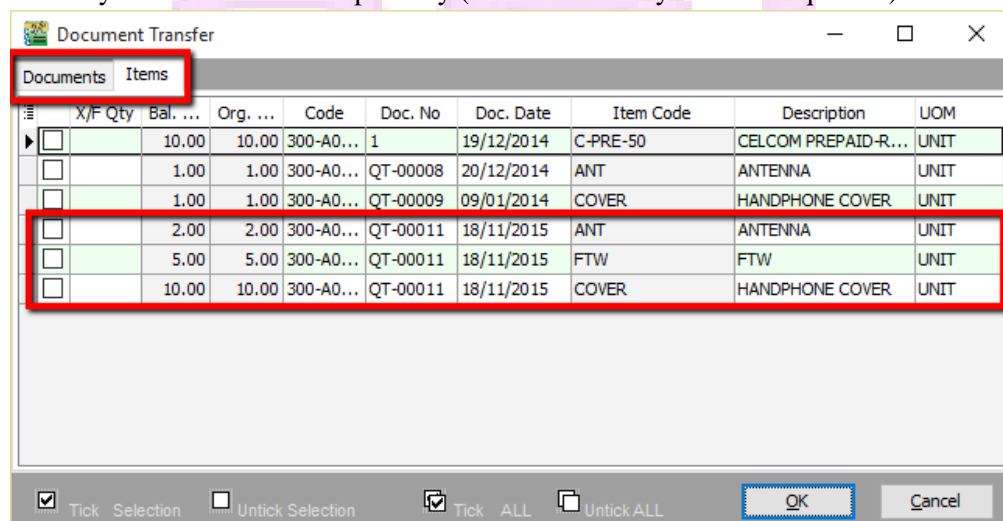 Document Transfer
Documents Items
X/F Qty Bal. ... Org. ... Code Doc. No Doc. Date Item Code Description UOM
10.00 10.00 300-A0... 1 19/12/2014 C-PRE-50 CELCOM PREPAID-R... UNIT
1.00 1.00 300-A0... QT-00008 20/12/2014 ANT ANTENNA UNIT
1.00 1.00 300-A0... QT-00009 09/01/2014 COVER HANDPHONE COVER UNIT
2.00 2.00 300-A0... QT-00011 18/11/2015 ANT ANTENNA UNIT
5.00 5.00 300-A0... QT-00011 18/11/2015 FTW FTW UNIT
10.00 10.00 300-A0... QT-00011 18/11/2015 COVER HANDPHONE COVER UNIT
Tick Selection Untick Selection Tick ALL Untick ALL OK Cancel